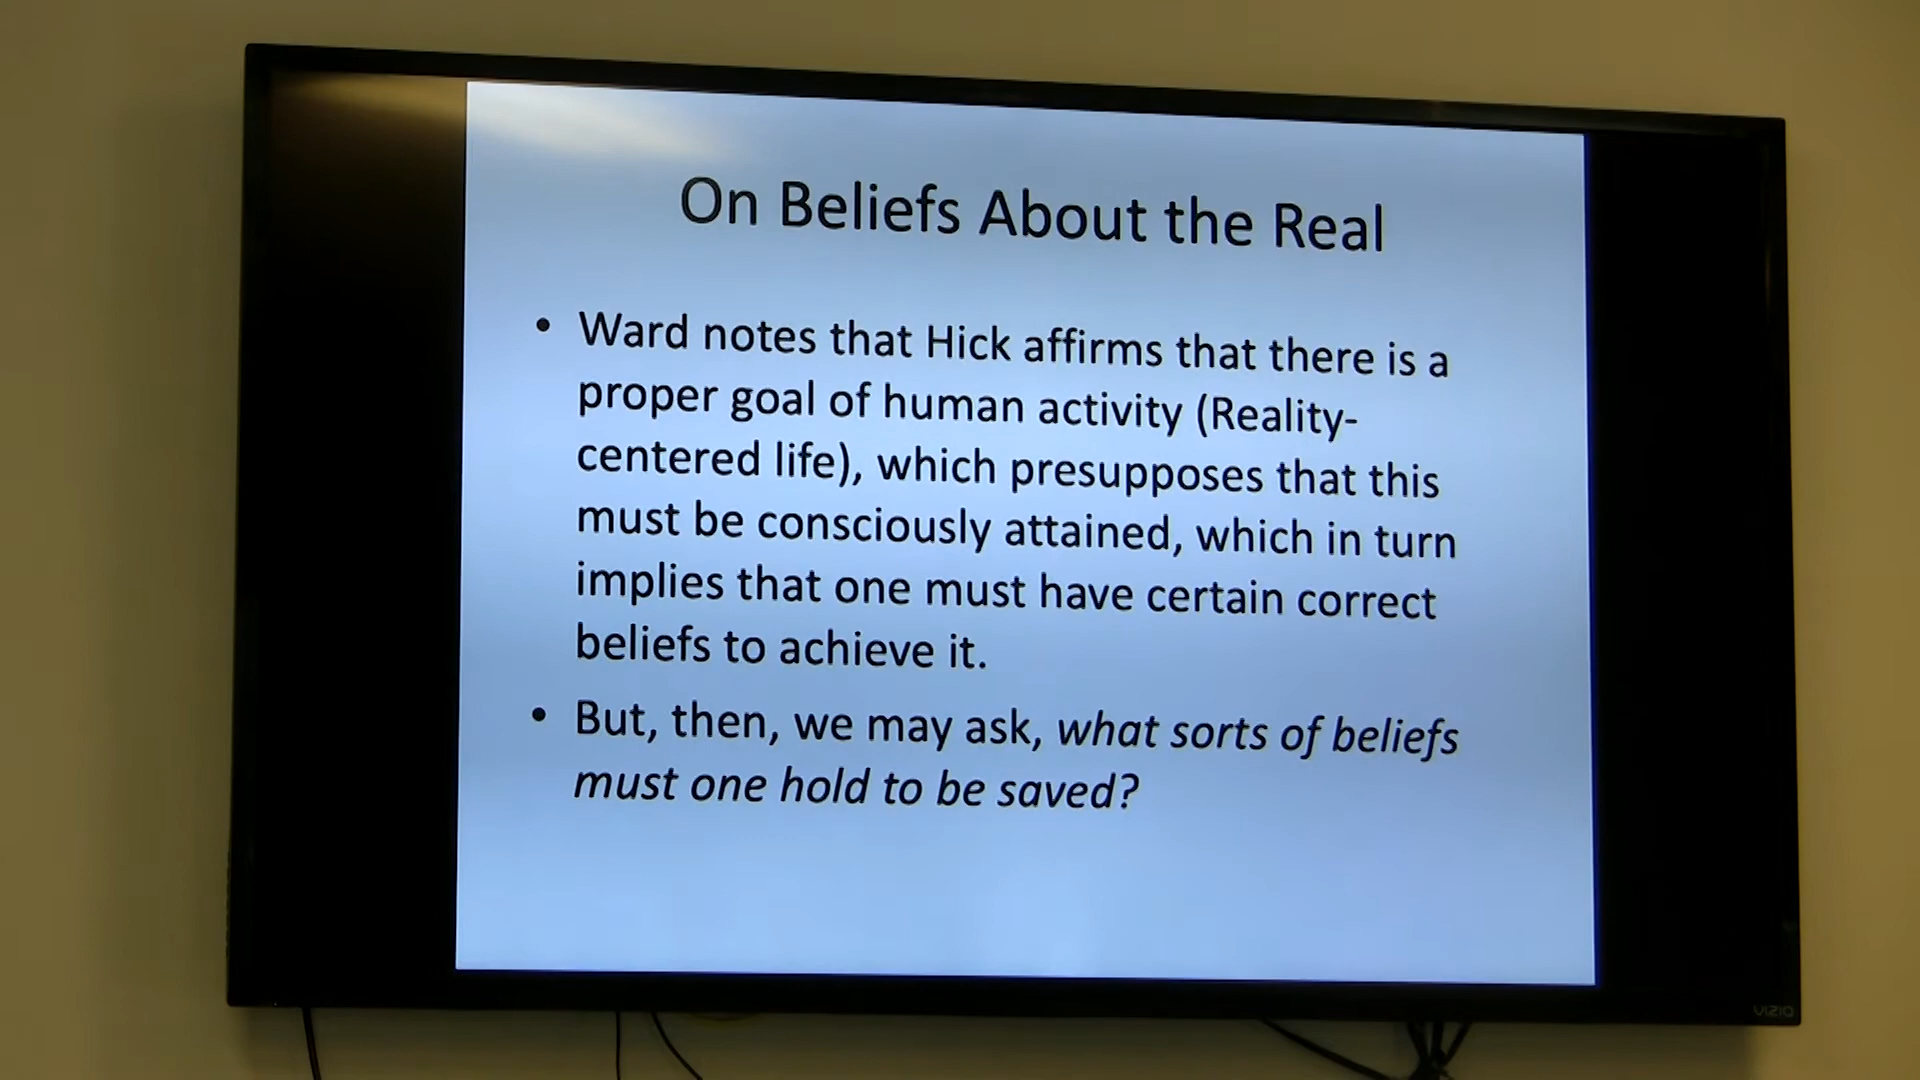 On Beliefs About the Real
• Ward notes that Hick affirms that there is a
proper goal of human activity (Reality-
centered life), which presupposes that this
must be consciously attained, which in turn
implies that one must have certain correct
beliefs to achieve it.
• But, then, we may ask, what sorts of beliefs
must one hold to be saved?
VIZIO